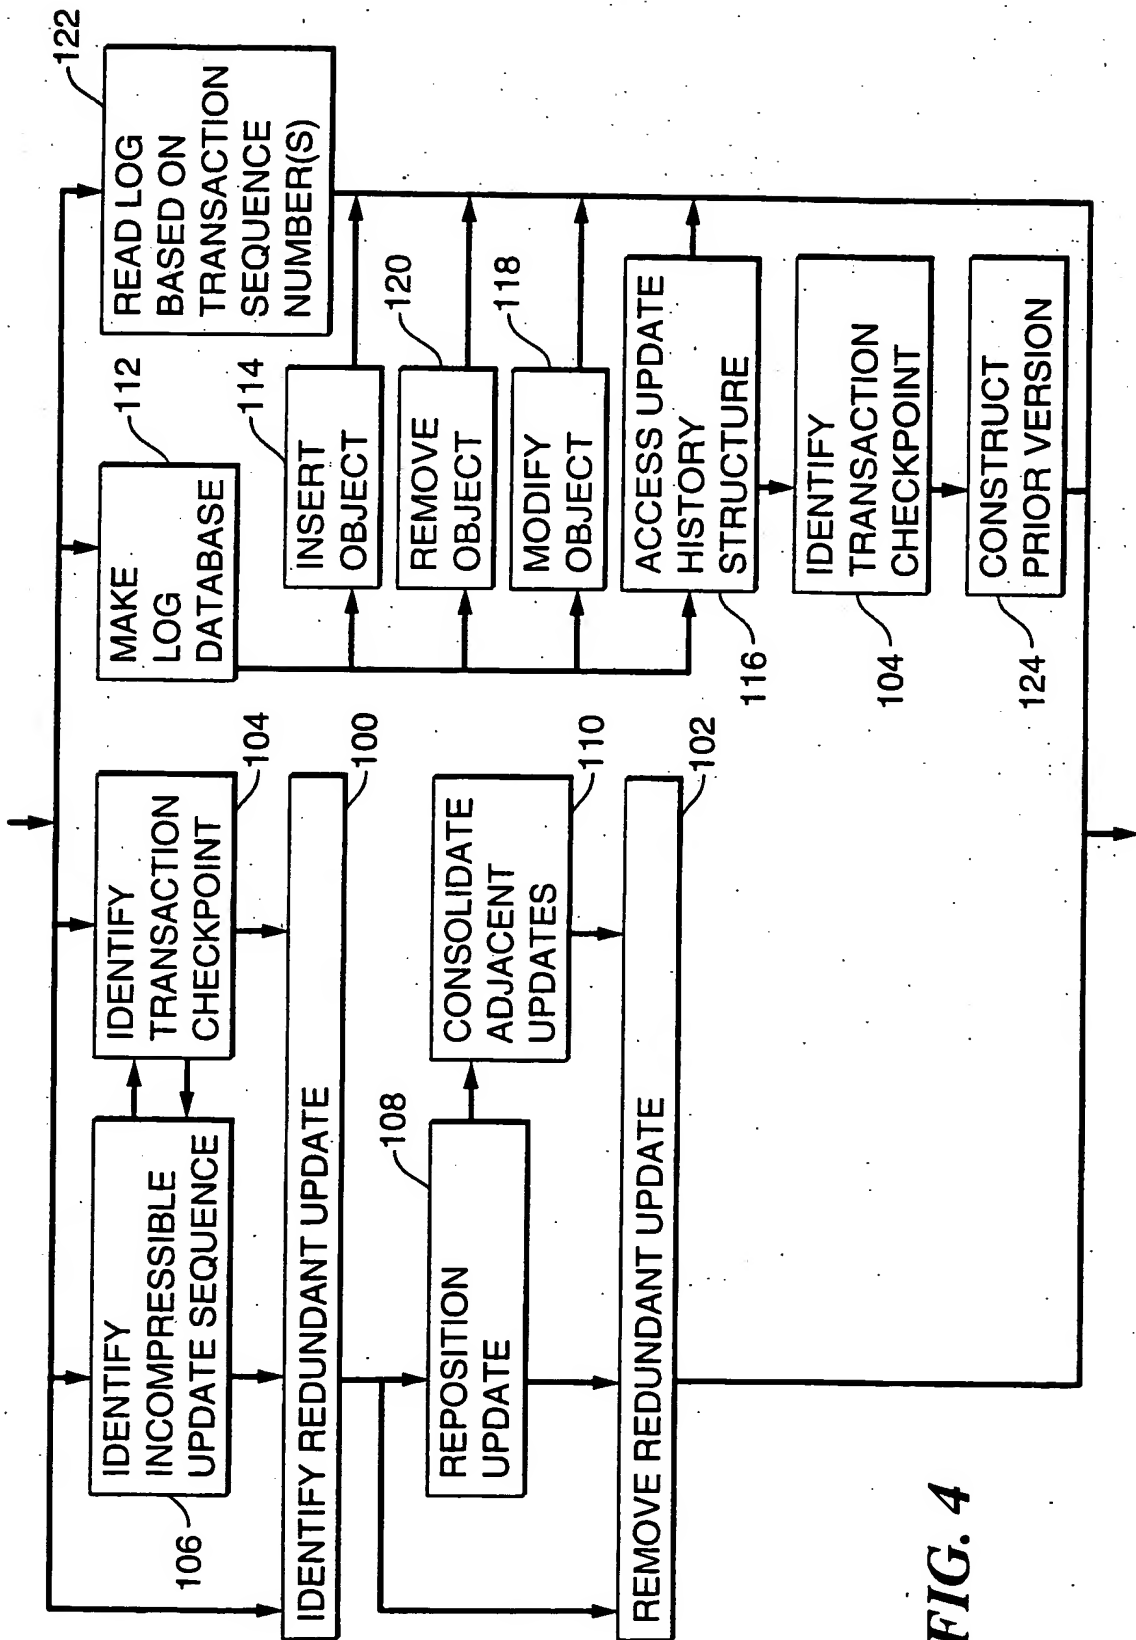 IDENTIFY
INCOMPRESSIBLE
UPDATE SEQUENCE
106
IDENTIFY
TRANSACTION
CHECKPOINT
104
MAKE
LOG
DATABASE
112
READ LOG
BASED ON
TRANSACTION
SEQUENCE
NUMBER(S)
122
IDENTIFY REDUNDANT UPDATE
100
INSERT
OBJECT
114
REMOVE
OBJECT
120
REPOSITION
UPDATE
108
CONSOLIDATE
ADJACENT
UPDATES
110
MODIFY
OBJECT
118
REMOVE REDUNDANT UPDATE
102
ACCESS UPDATE
HISTORY
STRUCTURE
116
IDENTIFY
TRANSACTION
CHECKPOINT
104
CONSTRUCT
PRIOR VERSION
124
FIG. 4